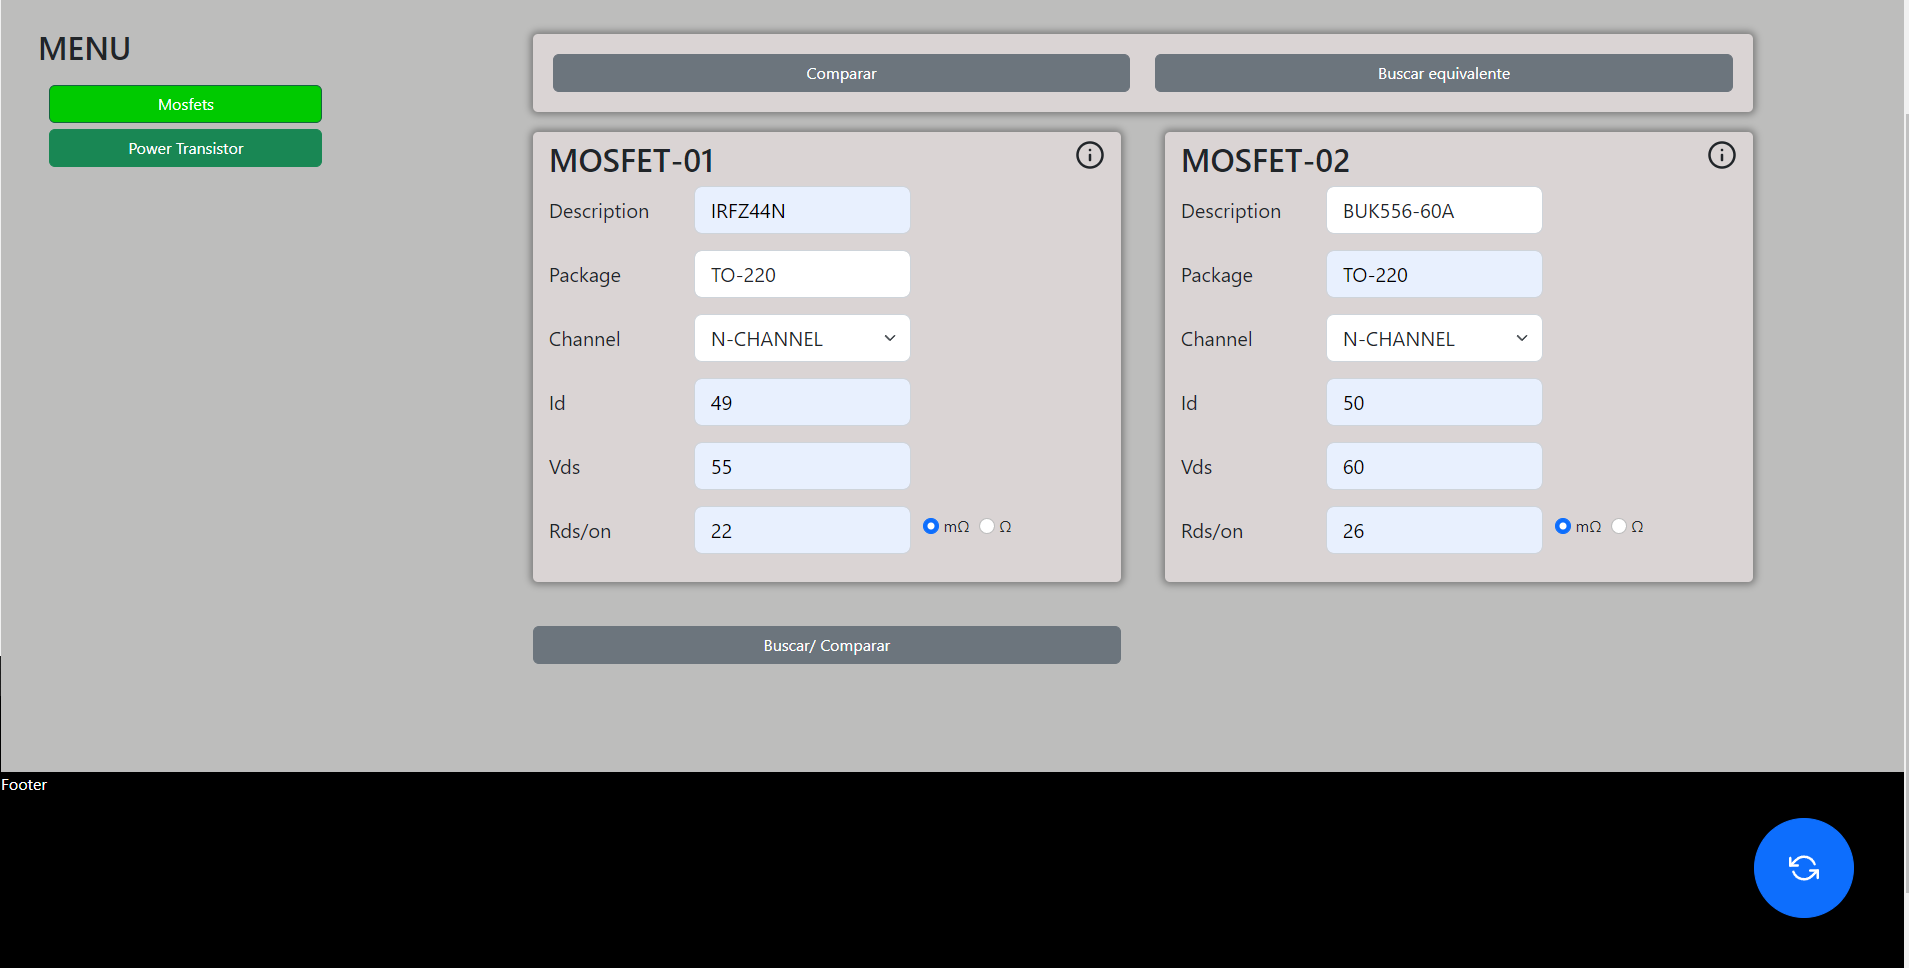 MENU
Mosfets
Power Transistor
Comparar
Buscar equivalente
MOSFET-01
Description
IRFZ44N
Package
TO-220
Channel
N-CHANNEL
Id
49
Vds
55
Rds/on
22
mΩ
Ω
MOSFET-02
Description
BUK556-60A
Package
TO-220
Channel
N-CHANNEL
Id
50
Vds
60
Rds/on
26
mΩ
Ω
Buscar/ Comparar
Footer